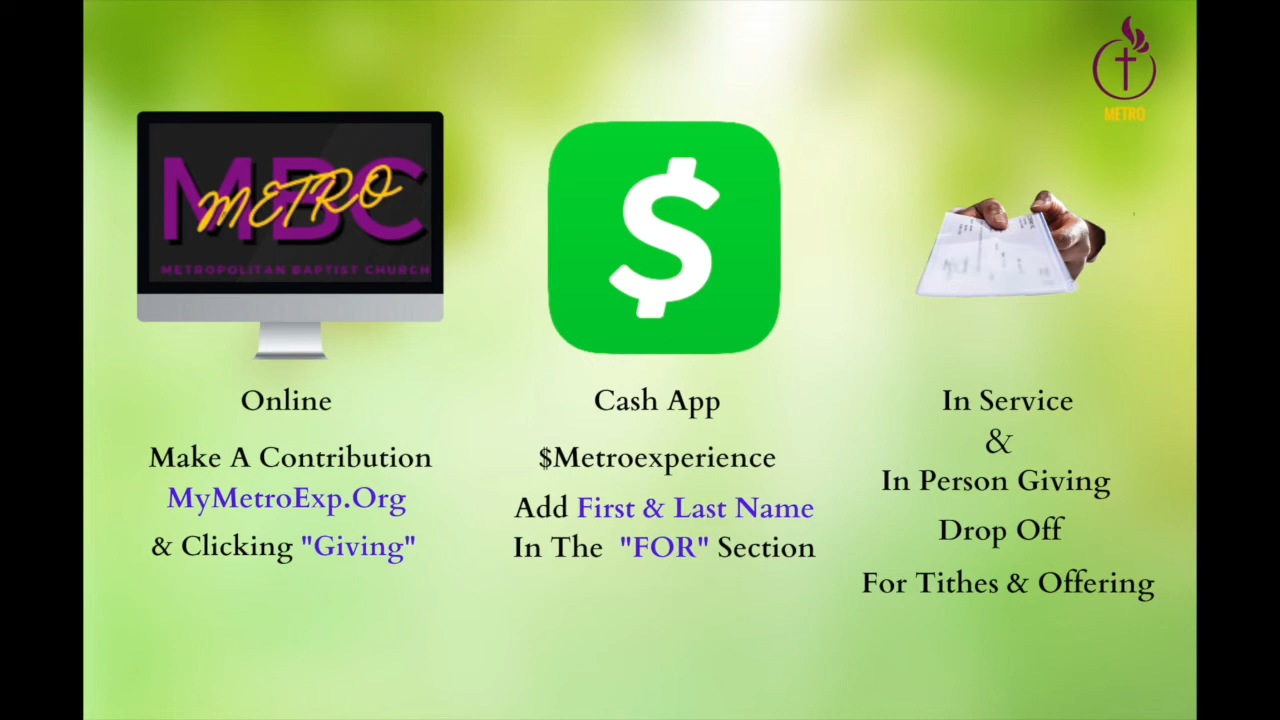 METRO
MBC
METRO
METROPOLITAN BAPTIST CHURCH
$
Online
Make A Contribution
MyMetroExp.Org
& Clicking "Giving"
Cash App
$Metroexperience
Add First & Last Name
In The "FOR" Section
In Service
&
In Person Giving
Drop Off
For Tithes & Offering